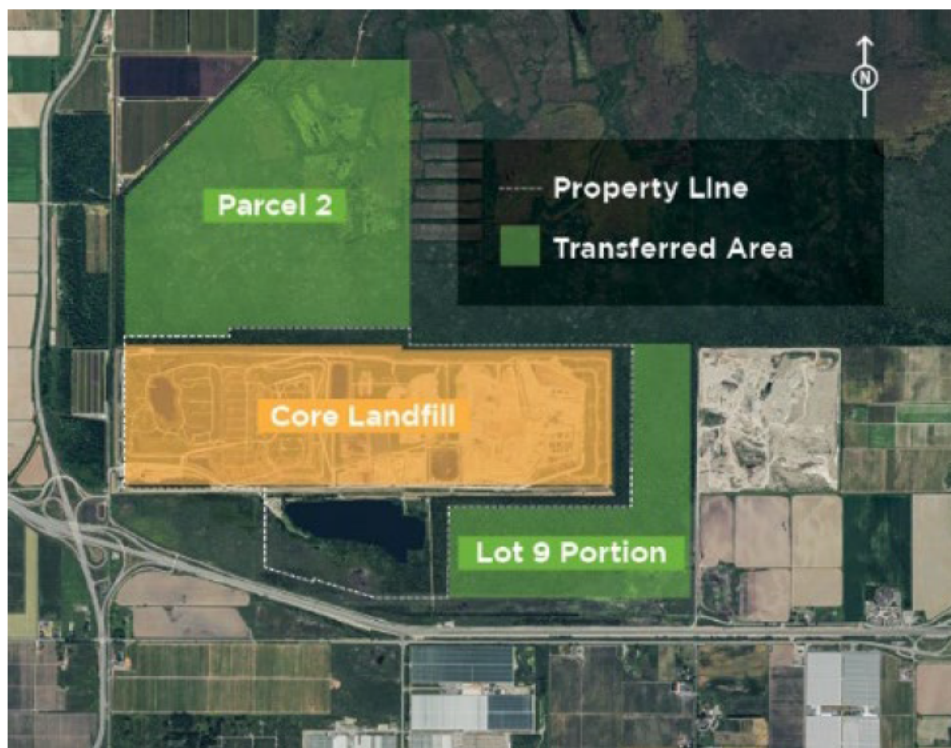 N
Parcel 2
Property LIne
Transferred Area
Core Landfill
Lot 9 Portion